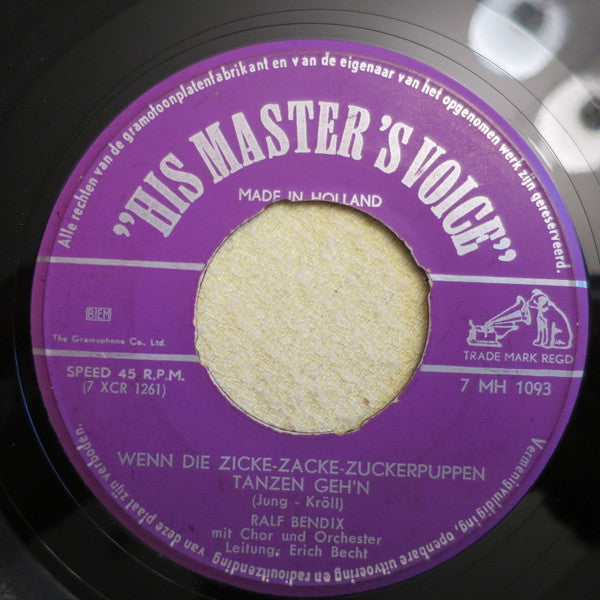 Alle rechten van de gramofoonplatenfabrikant en van de eigenaar van het opgenomen werk zijn gereserveerd.
"HIS MASTER'S VOICE"
MADE IN HOLLAND
BIEM
The Gramophone Co., Ltd.
TRADE MARK REGD
SPEED 45 R.P.M.
(7 XCR 1261)
7 MH 1093
WENN DIE ZICKE-ZACKE-ZUCKERPUPPEN
TANZEN GEH'N
(Jung - Kröll)
RALF BENDIX
mit Chor und Orchester
Leitung: Erich Becht
Vermenigvuldiging, openbare uitvoering en radiouitzending van deze plaat zijn verboden.